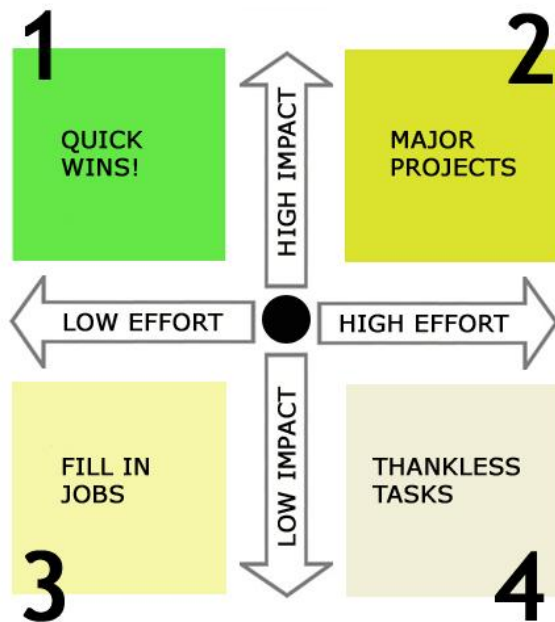 1
2
QUICK
WINS!
HIGH IMPACT
MAJOR
PROJECTS
LOW EFFORT
HIGH EFFORT
FILL IN
JOBS
LOW IMPACT
THANKLESS
TASKS
3
4